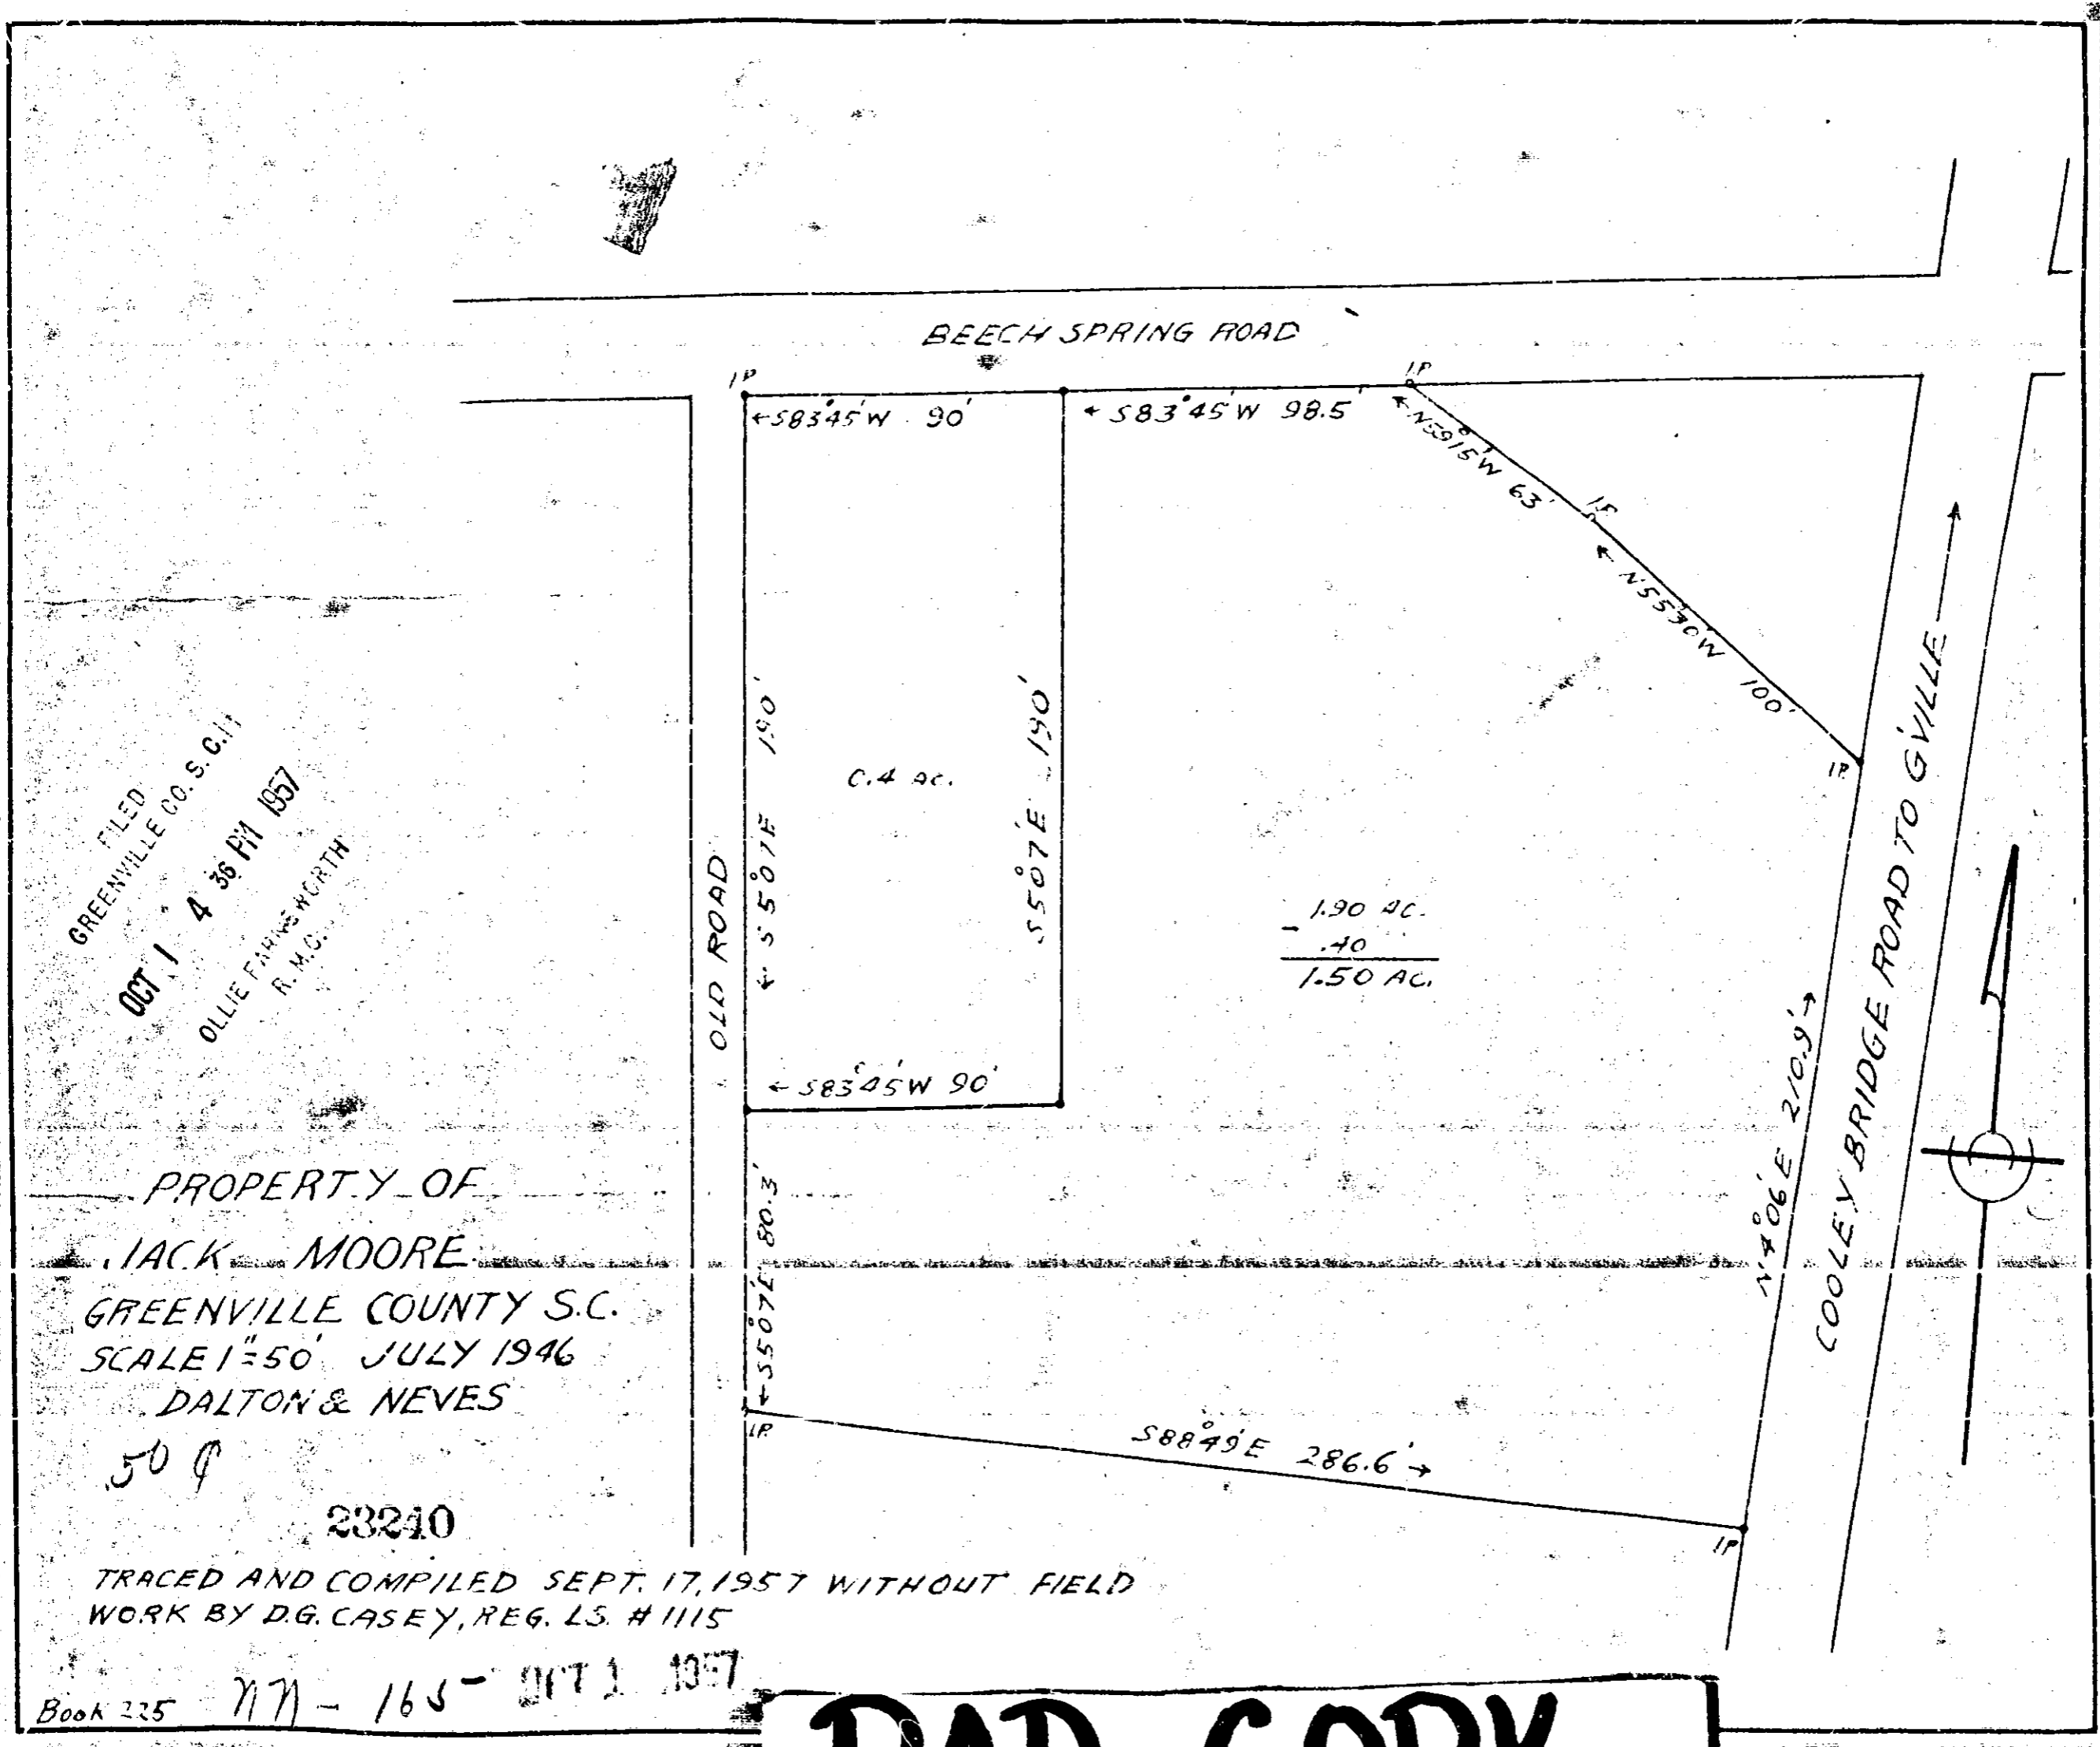 BEECH SPRING ROAD
IP
IP
←S83°45'W 90'
← S83°45'W 98.5'
←N59°15'W 63'
IP
← N55°30'W 100'
IP
OLD ROAD
← S5°07'E 190'
0.4 AC.
S5°07'E 190'
1.90 AC.
- .40
1.50 AC.
← S83°45'W 90'
←S5°07'E 80.3'
N4°06'E 210.9'→
COOLEY BRIDGE ROAD TO G'VILLE →
IP
S88°49'E 286.6' →
IP
FILED
GREENVILLE CO. S. C.
OCT 1 4 36 PM 1957
OLLIE FARNSWORTH
R. M.C.
PROPERTY OF
JACK MOORE
GREENVILLE COUNTY S.C.
SCALE 1"=50' JULY 1946
DALTON & NEVES
50 ¢
23240
TRACED AND COMPILED SEPT. 17, 1957 WITHOUT FIELD
WORK BY D.G. CASEY, REG. LS. # 1115
Book 225 NN - 165 OCT 1 1957
BAD COPY